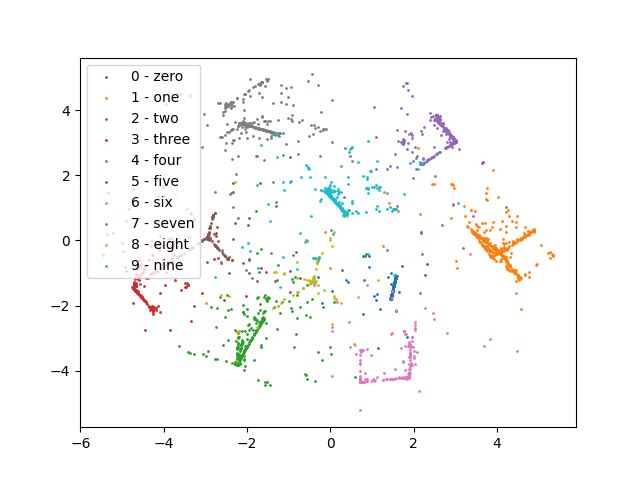 0 - zero
1 - one
2 - two
3 - three
4 - four
5 - five
6 - six
7 - seven
8 - eight
9 - nine
4
2
0
−2
−4
−6 −4 −2 0 2 4